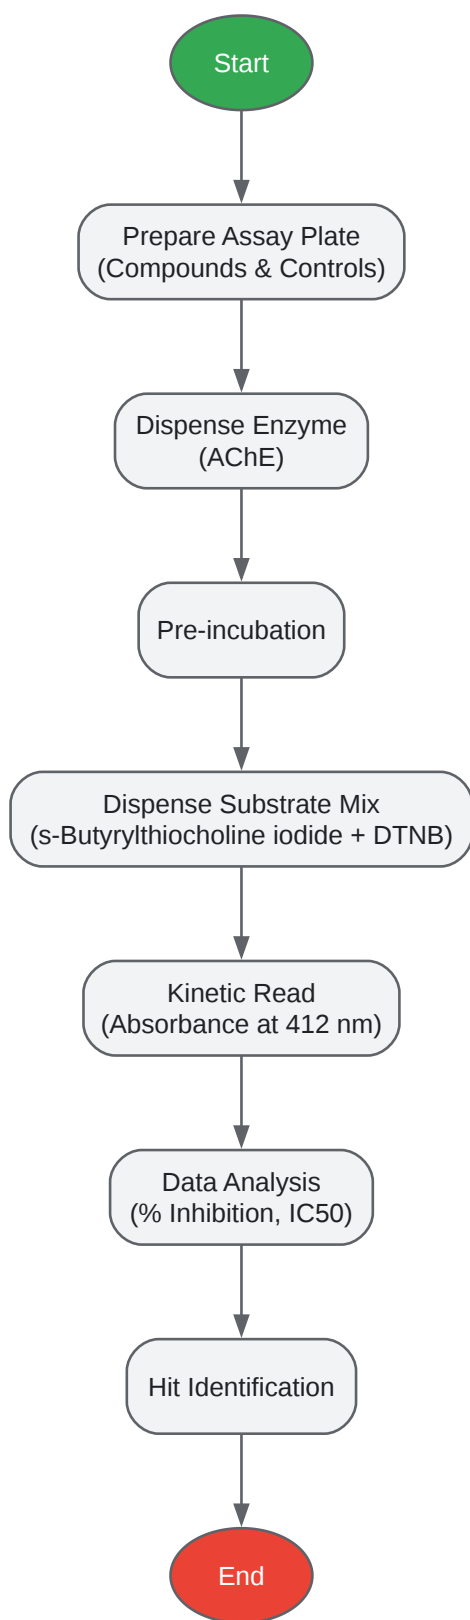 Start
Prepare Assay Plate
(Compounds & Controls)
Dispense Enzyme
(AChE)
Pre-incubation
Dispense Substrate Mix
(s-Butyrylthiocholine iodide + DTNB)
Kinetic Read
(Absorbance at 412 nm)
Data Analysis
(% Inhibition, IC50)
Hit Identification
End